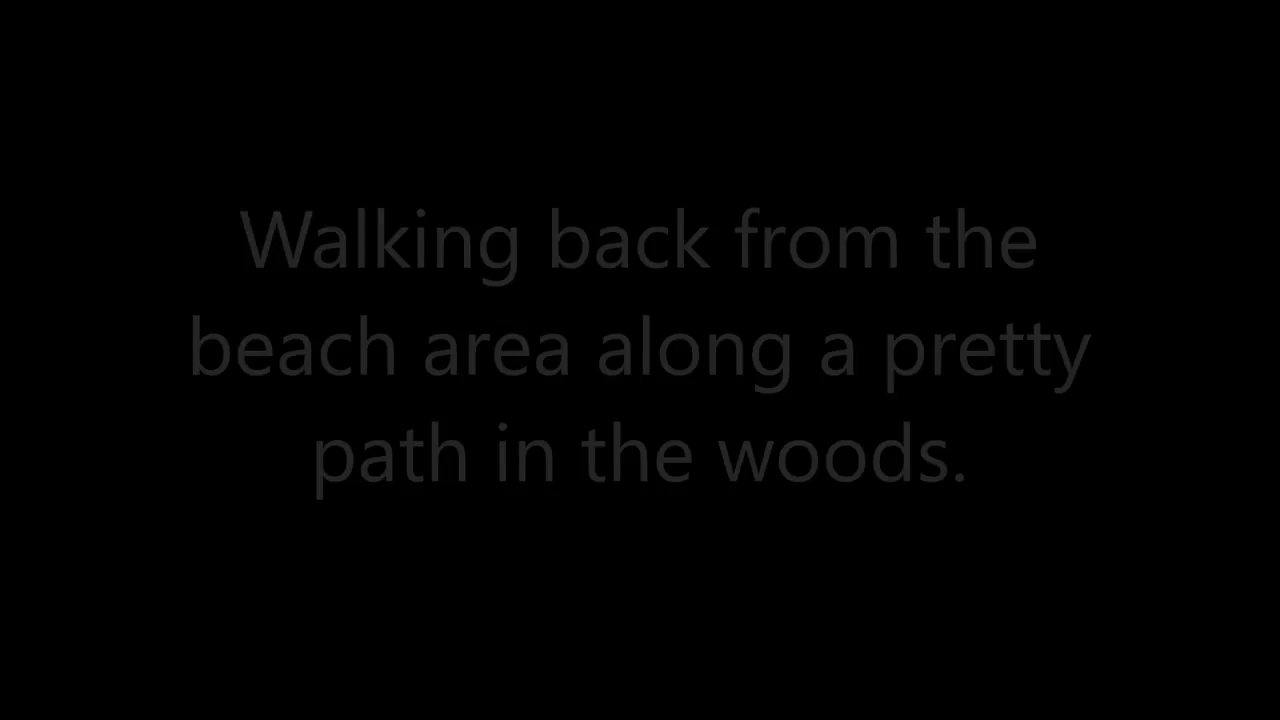 Walking back from the
beach area along a pretty
path in the woods.